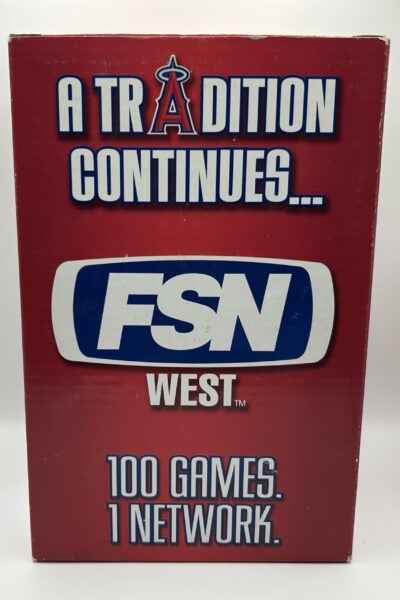 A TRADITION
CONTINUES...
FSN
WEST™
100 GAMES.
1 NETWORK.